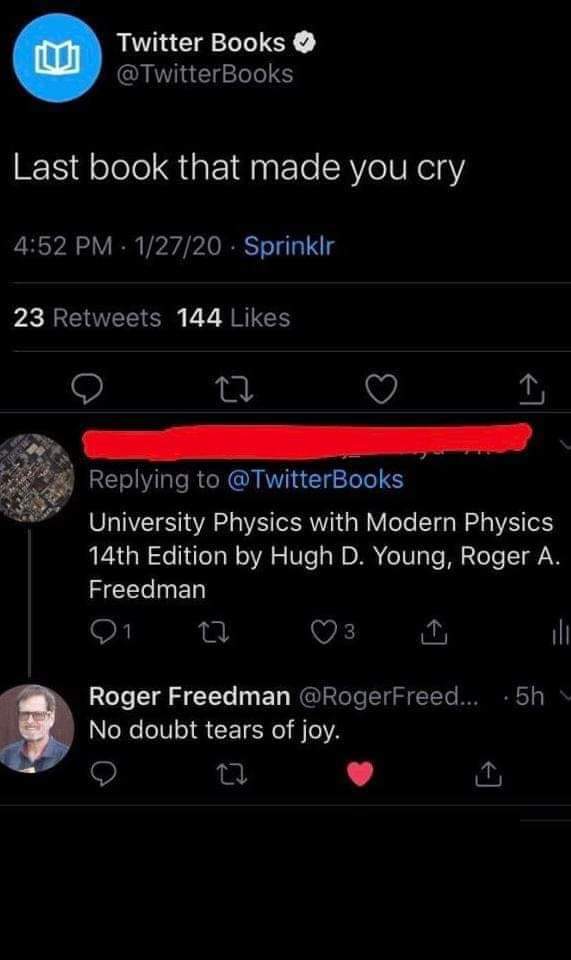 Twitter Books
@TwitterBooks
Last book that made you cry
4:52 PM · 1/27/20 · Sprinklr
23 Retweets 144 Likes
Replying to @TwitterBooks
University Physics with Modern Physics
14th Edition by Hugh D. Young, Roger A.
Freedman
1 3
Roger Freedman @RogerFreed... · 5h
No doubt tears of joy.